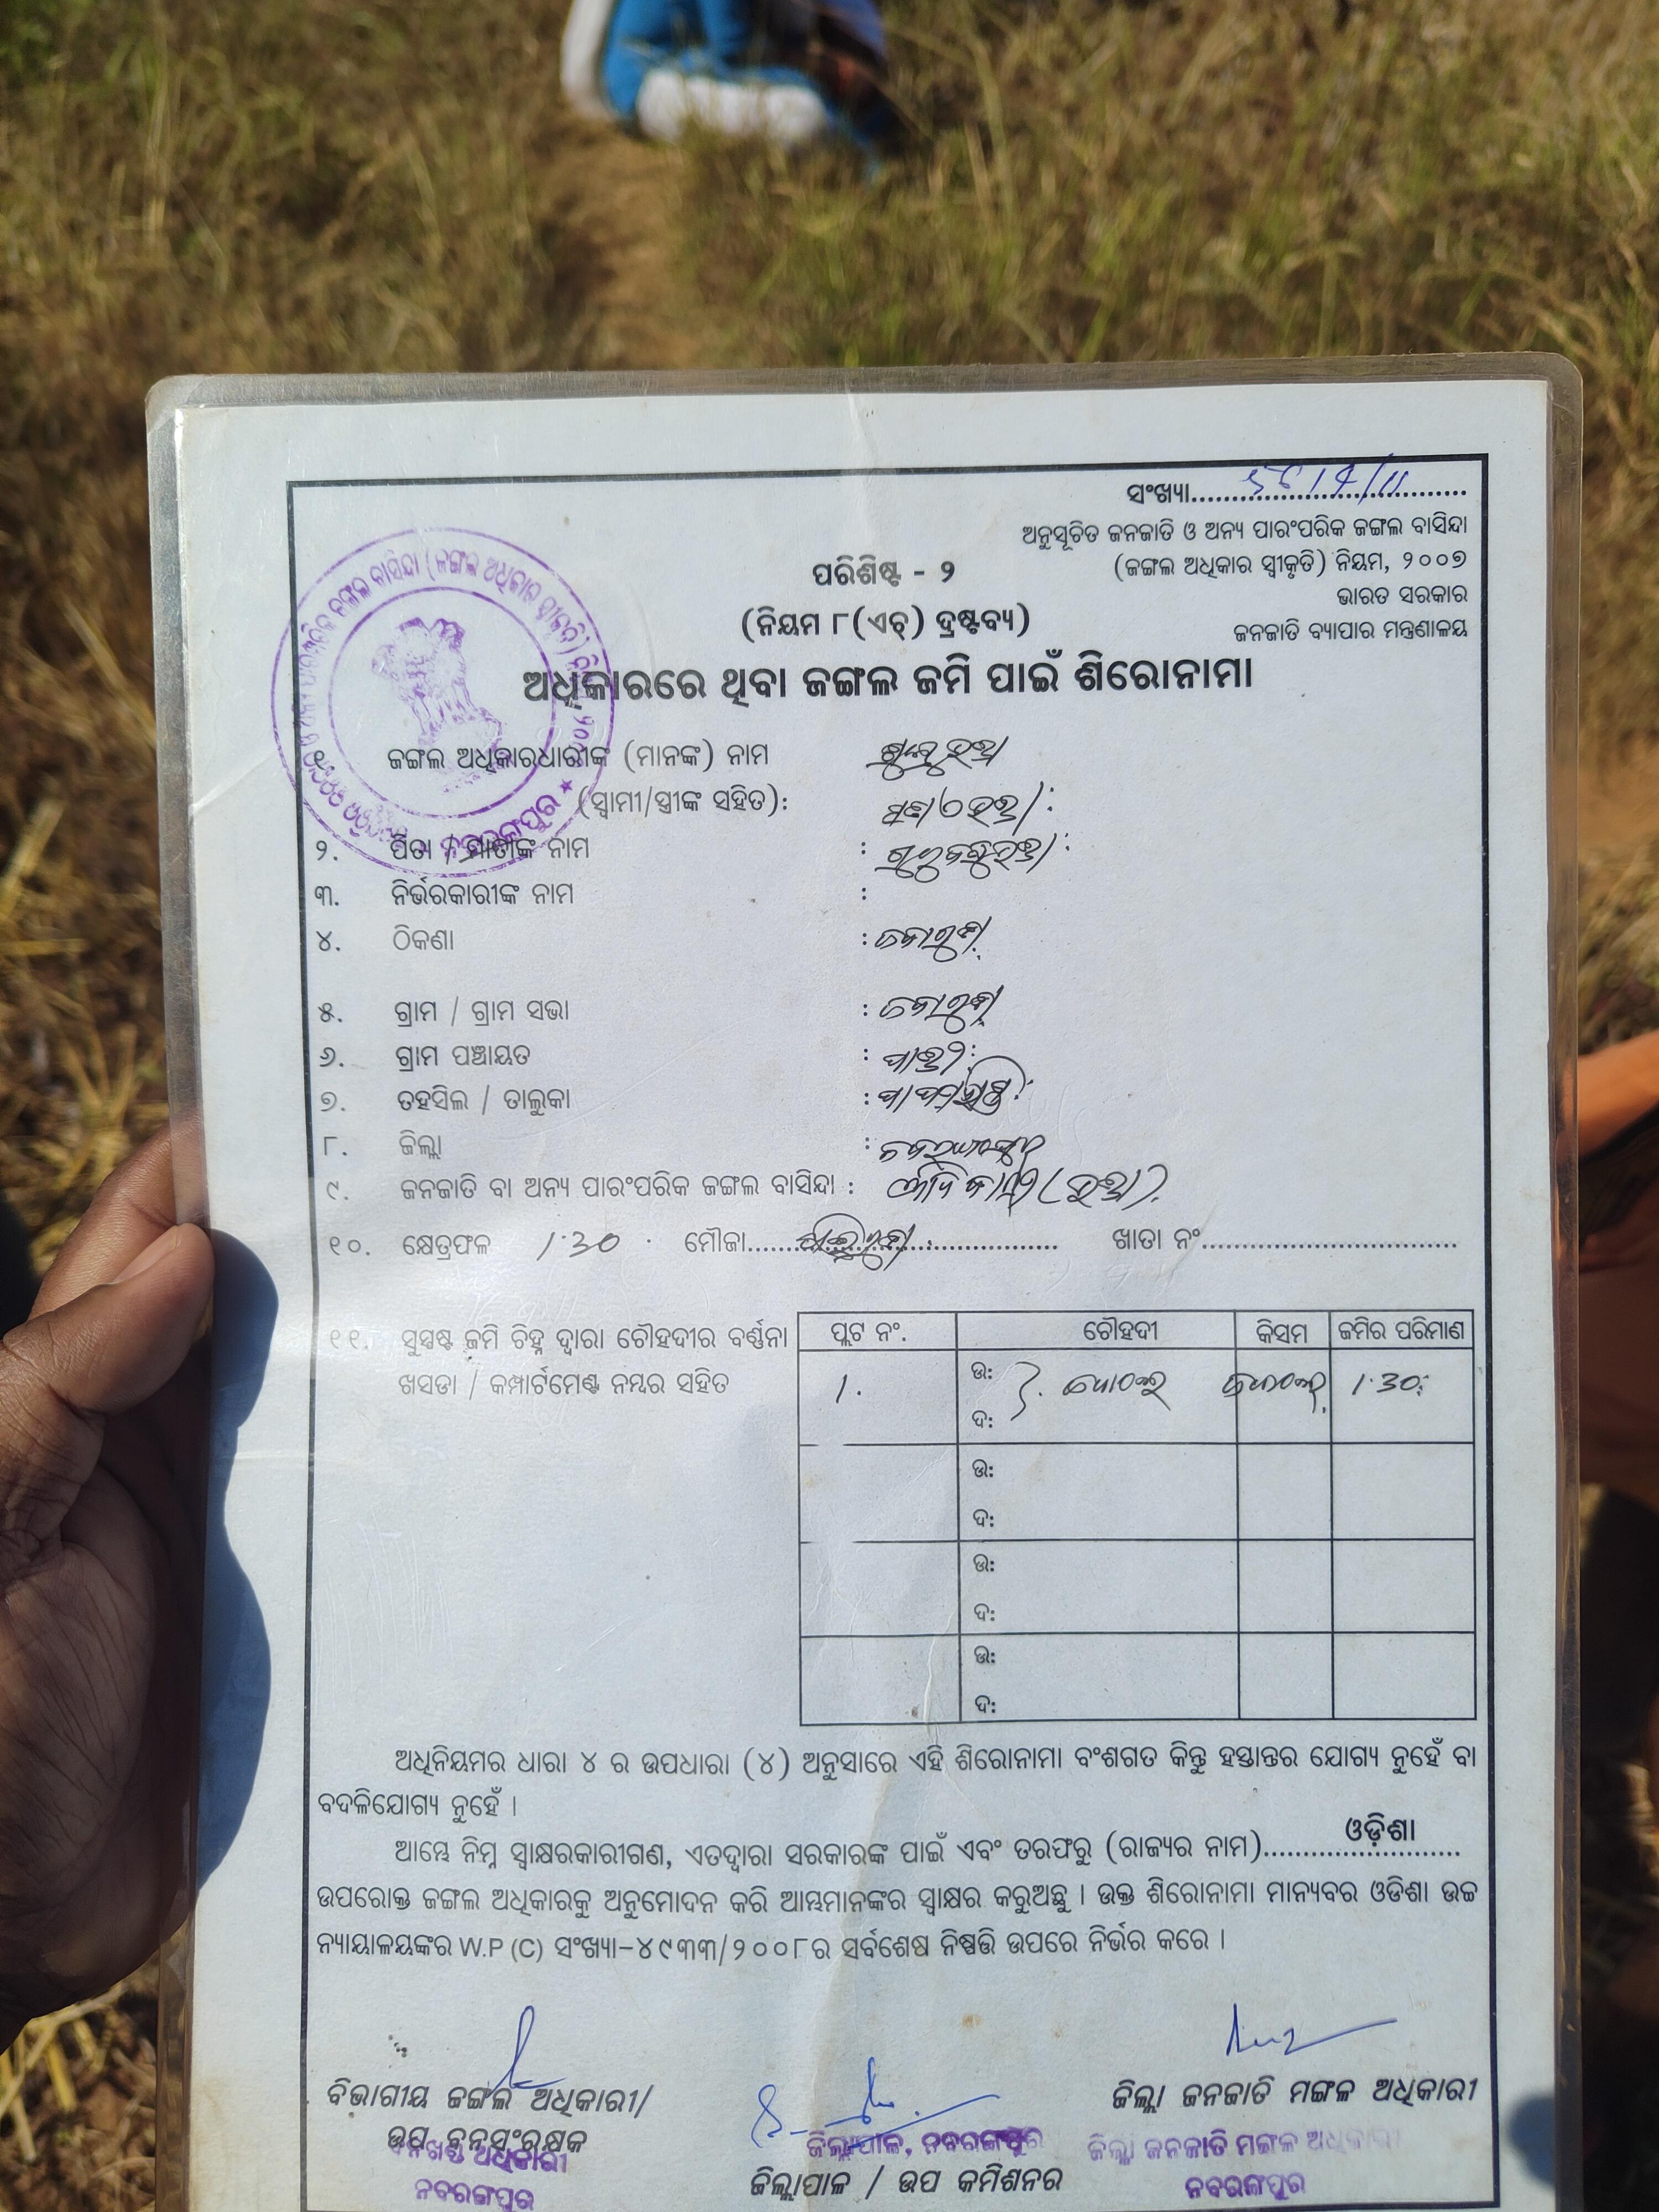 ସଂଖ୍ୟା
ଅନୁସୂଚିତ ଜନଜାତି ଓ ଅନ୍ୟ ପାରଂପରିକ ଜଙ୍ଗଲ ବାସିନ୍ଦା
(ଜଙ୍ଗଲ ଅଧିକାର ସ୍ୱୀକୃତି) ନିୟମ, ୨୦୦୭
ଭାରତ ସରକାର
ଜନଜାତି ବ୍ୟାପାର ମନ୍ତ୍ରଣାଳୟ
ପରିଶିଷ୍ଟ - ୨
(ନିୟମ ୮(ଏଚ୍) ଦ୍ରଷ୍ଟବ୍ୟ)
ଅଧିକାରରେ ଥିବା ଜଙ୍ଗଲ ଜମି ପାଇଁ ଶିରୋନାମା
୧. ଜଙ୍ଗଲ ଅଧିକାରଧାରୀଙ୍କ (ମାନଙ୍କ) ନାମ
(ସ୍ୱାମୀ/ସ୍ତ୍ରୀଙ୍କ ସହିତ):
୨. ପିତା / ମାତାଙ୍କ ନାମ :
୩. ନିର୍ଭରକାରୀଙ୍କ ନାମ :
୪. ଠିକଣା :
୫. ଗ୍ରାମ / ଗ୍ରାମ ସଭା :
୬. ଗ୍ରାମ ପଞ୍ଚାୟତ :
୭. ତହସିଲ / ତାଲୁକା :
୮. ଜିଲ୍ଲା :
୯. ଜନଜାତି ବା ଅନ୍ୟ ପାରଂପରିକ ଜଙ୍ଗଲ ବାସିନ୍ଦା :
୧୦. କ୍ଷେତ୍ରଫଳ 1.30 ମୌଜା ଖାତା ନଂ
୧୧. ସୁସ୍ପଷ୍ଟ ଜମି ଚିହ୍ନ ଦ୍ୱାରା ଚୌହଦୀର ବର୍ଣ୍ଣନା
ଖସଡା / କମ୍ପାର୍ଟମେଣ୍ଟ ନମ୍ବର ସହିତ
ପ୍ଲଟ ନଂ. ଚୌହଦୀ କିସମ ଜମିର ପରିମାଣ
1. ଉ: 1.30
ଦ:
ଉ:
ଦ:
ଉ:
ଦ:
ଉ:
ଦ:
ଅଧିନିୟମର ଧାରା ୪ ର ଉପଧାରା (୪) ଅନୁସାରେ ଏହି ଶିରୋନାମା ବଂଶଗତ କିନ୍ତୁ ହସ୍ତାନ୍ତର ଯୋଗ୍ୟ ନୁହେଁ ବା
ବଦଳିଯୋଗ୍ୟ ନୁହେଁ ।
ଆମ୍ଭେ ନିମ୍ନ ସ୍ୱାକ୍ଷରକାରୀଗଣ, ଏତଦ୍ୱାରା ସରକାରଙ୍କ ପାଇଁ ଏବଂ ତରଫରୁ (ରାଜ୍ୟର ନାମ) ଓଡ଼ିଶା
ଉପରୋକ୍ତ ଜଙ୍ଗଲ ଅଧିକାରକୁ ଅନୁମୋଦନ କରି ଆମ୍ଭମାନଙ୍କର ସ୍ୱାକ୍ଷର କରୁଅଛୁ । ଉକ୍ତ ଶିରୋନାମା ମାନ୍ୟବର ଓଡିଶା ଉଚ୍ଚ
ନ୍ୟାୟାଳୟଙ୍କର W.P (C) ସଂଖ୍ୟା-୪୯୩୩/୨୦୦୮ର ସର୍ବଶେଷ ନିଷ୍ପତ୍ତି ଉପରେ ନିର୍ଭର କରେ ।
ବିଭାଗୀୟ ଜଙ୍ଗଲ ଅଧିକାରୀ/
ଉପ ବନସଂରକ୍ଷକ
ବନଖଣ୍ଡ ଅଧିକାରୀ
ନବରଙ୍ଗପୁର
ଜିଲ୍ଲାପାଳ, ନବରଙ୍ଗପୁର
ଜିଲ୍ଲାପାଳ / ଉପ କମିଶନର
ଜିଲ୍ଲା ଜନଜାତି ମଙ୍ଗଳ ଅଧିକାରୀ
ଜିଲ୍ଲା ଜନଜାତି ମଙ୍ଗଳ ଅଧିକାରୀ
ନବରଙ୍ଗପୁର